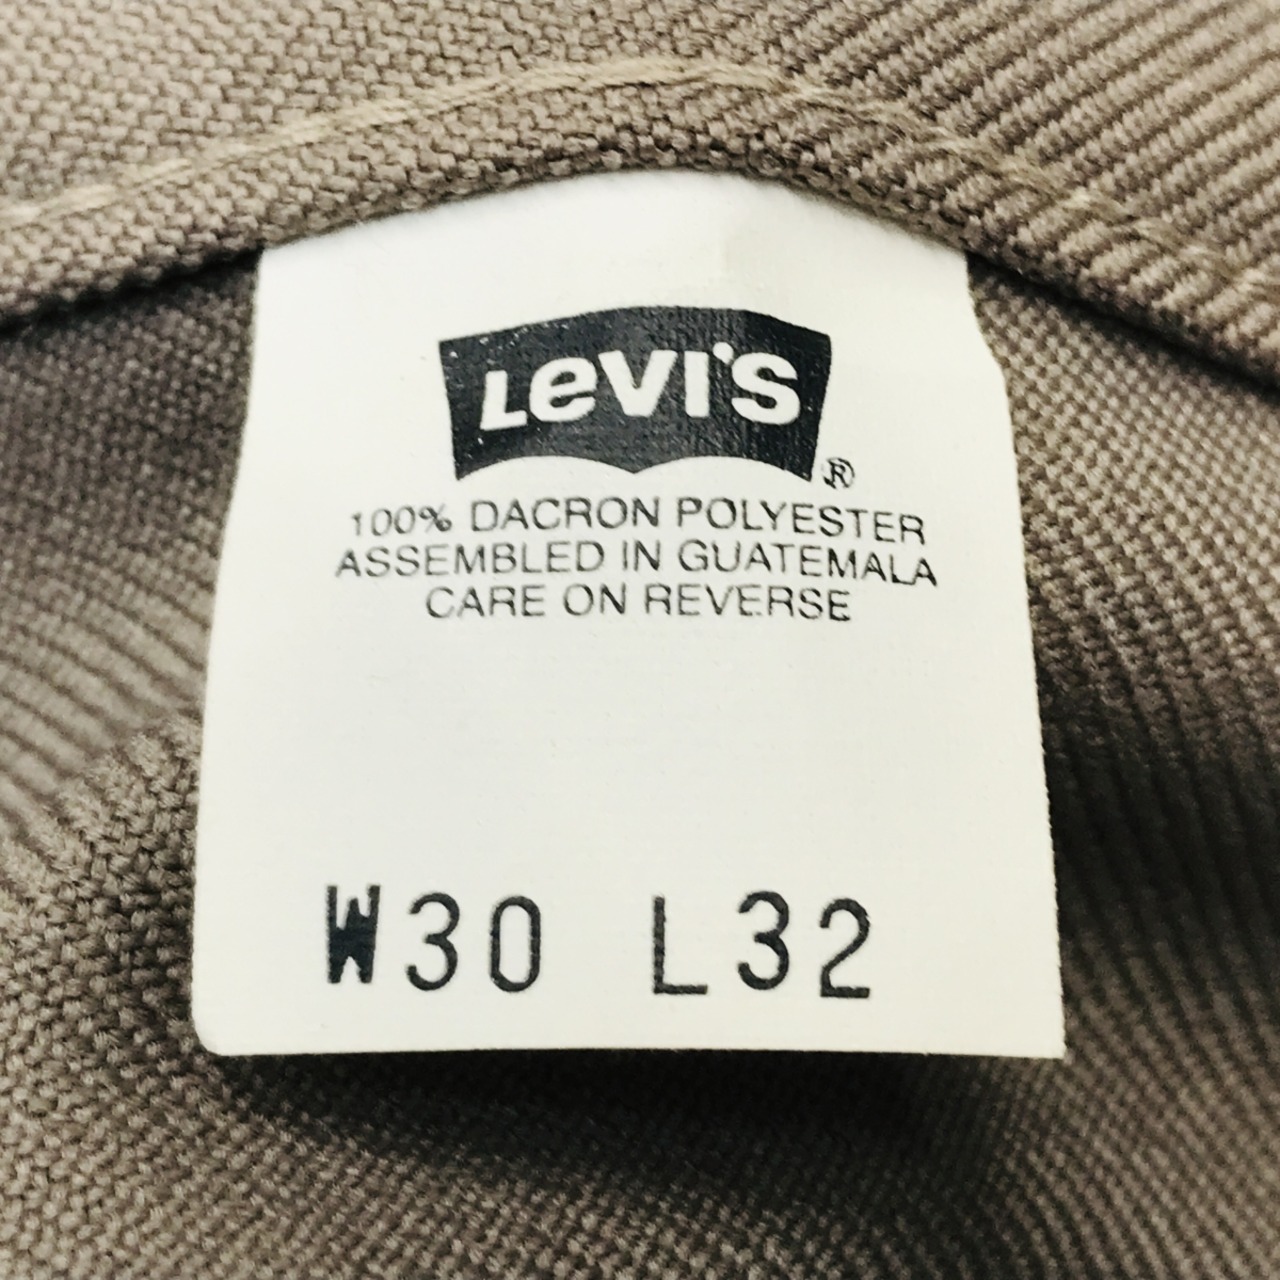 LeVI'S ®
100% DACRON POLYESTER
ASSEMBLED IN GUATEMALA
CARE ON REVERSE
W30 L32